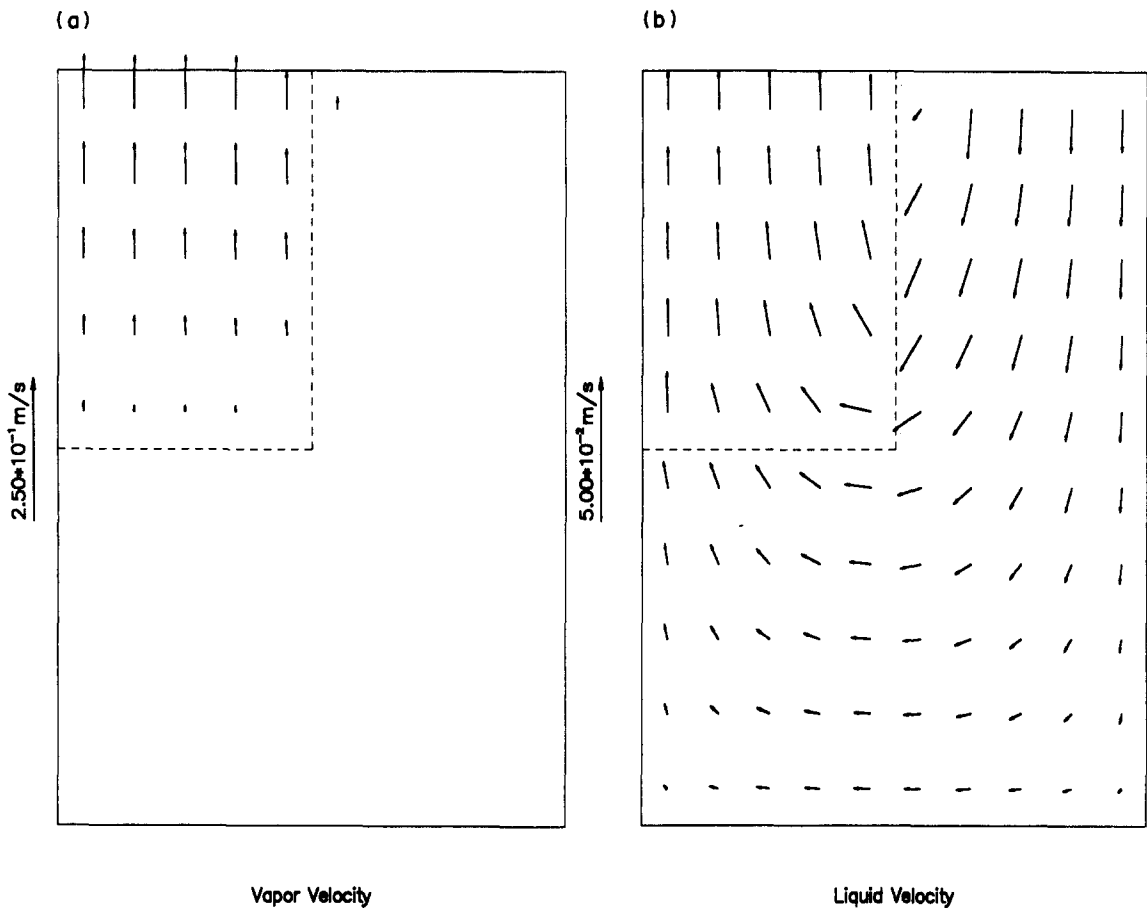 (a)
(b)
2.50*10⁻¹m/s
5.00*10⁻²m/s
Vapor Velocity
Liquid Velocity